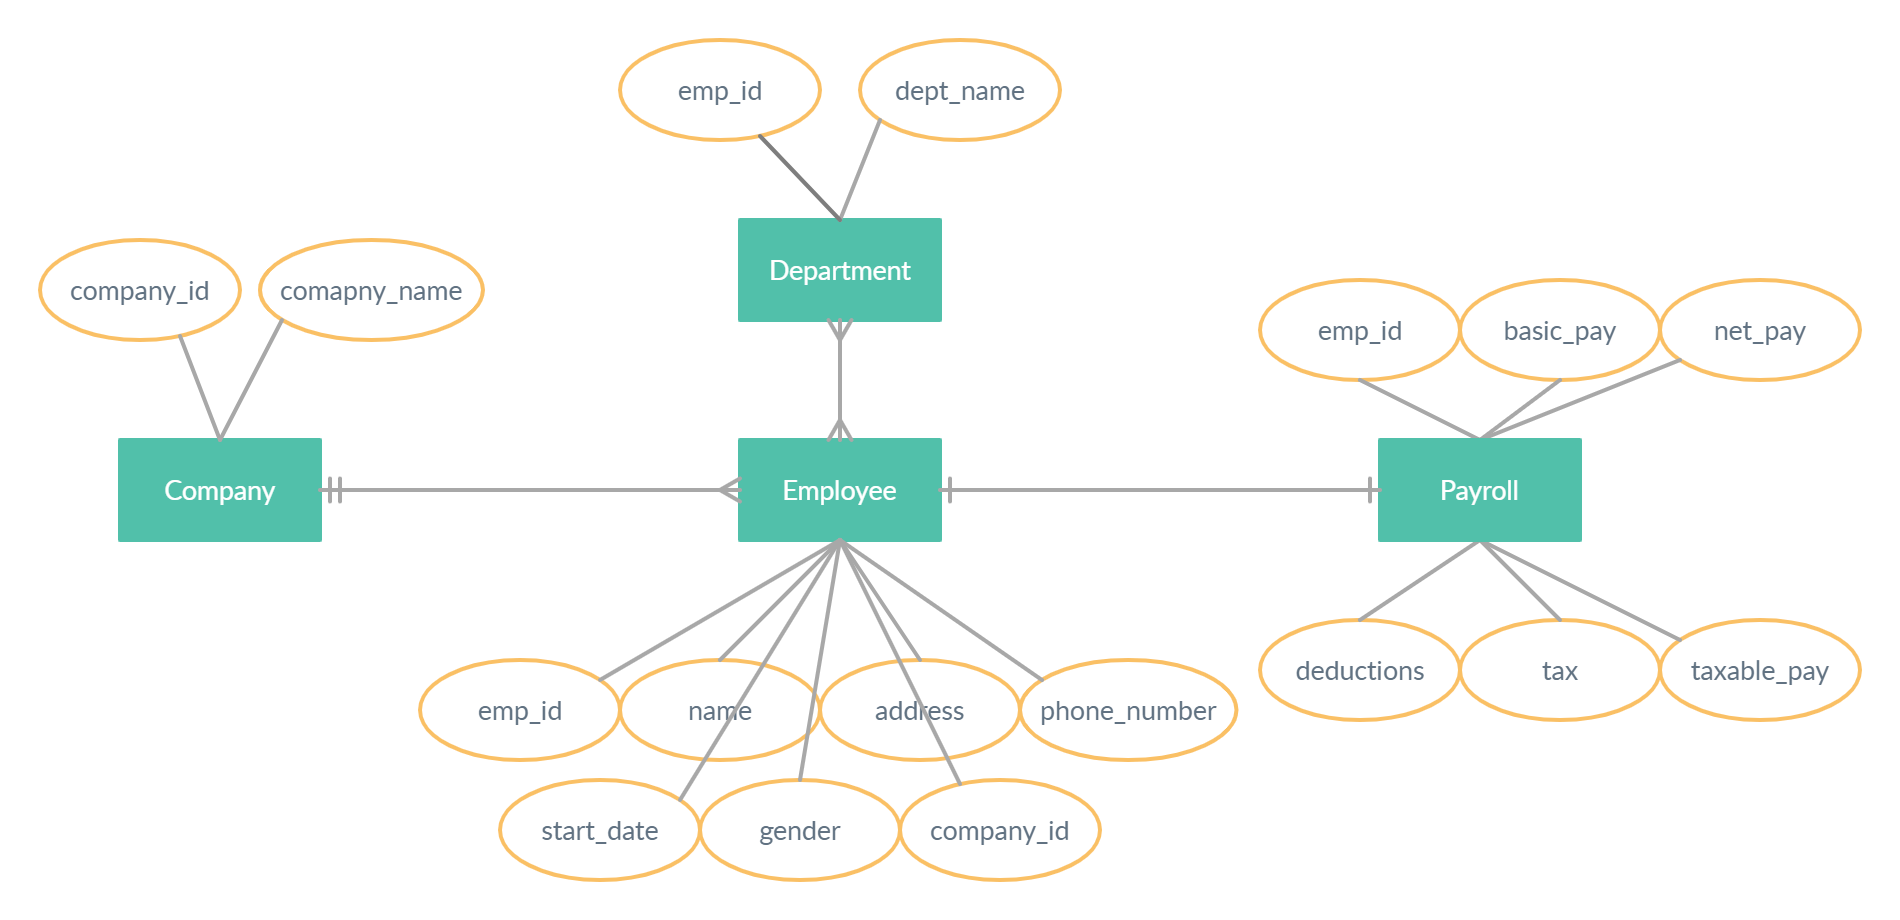 emp_id
dept_name
Department
company_id
comapny_name
emp_id
basic_pay
net_pay
Company
Employee
Payroll
deductions
tax
taxable_pay
emp_id
name
address
phone_number
start_date
gender
company_id